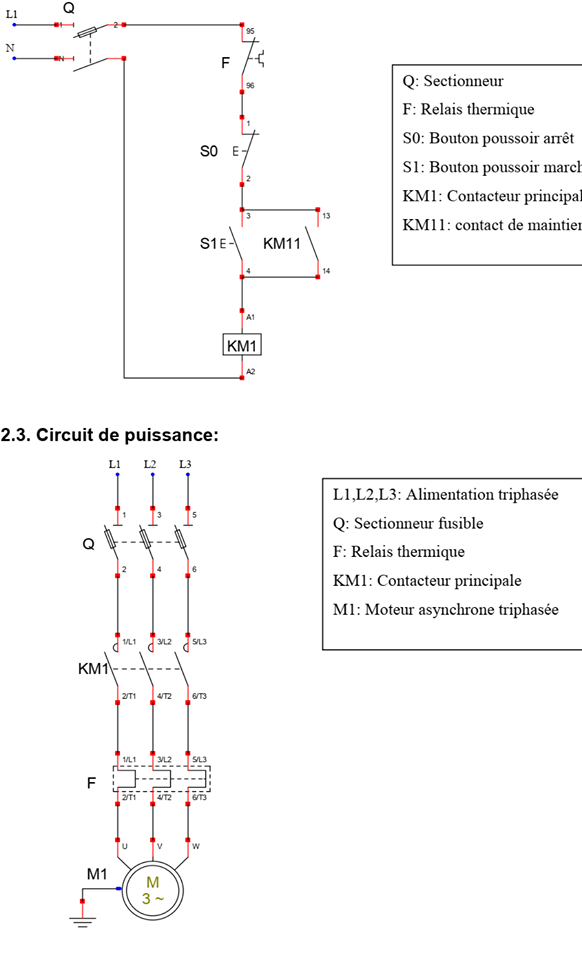 L1
Q
1
2
95
N
N
F
96
Q: Sectionneur
F: Relais thermique
1
S0: Bouton poussoir arrêt
S0
E
2
S1: Bouton poussoir march
KM1: Contacteur principal
3
13
KM11: contact de maintien
S1
E
KM11
4
14
A1
KM1
A2
2.3. Circuit de puissance:
L1
L2
L3
L1,L2,L3: Alimentation triphasée
1
3
5
Q: Sectionneur fusible
Q
F: Relais thermique
2
4
6
KM1: Contacteur principale
M1: Moteur asynchrone triphasée
1/L1
3/L2
5/L3
KM1
2/T1
4/T2
6/T3
1/L1
3/L2
5/L3
F
2/T1
4/T2
6/T3
U
V
W
M1
M
3 ~